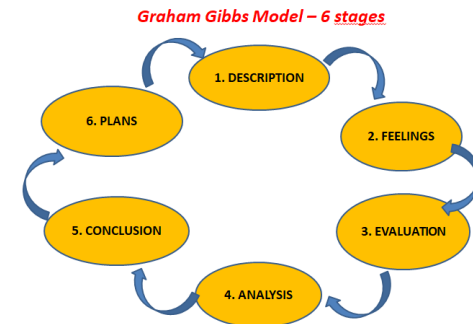 Graham Gibbs Model – 6 stages
1. DESCRIPTION
2. FEELINGS
3. EVALUATION
4. ANALYSIS
5. CONCLUSION
6. PLANS